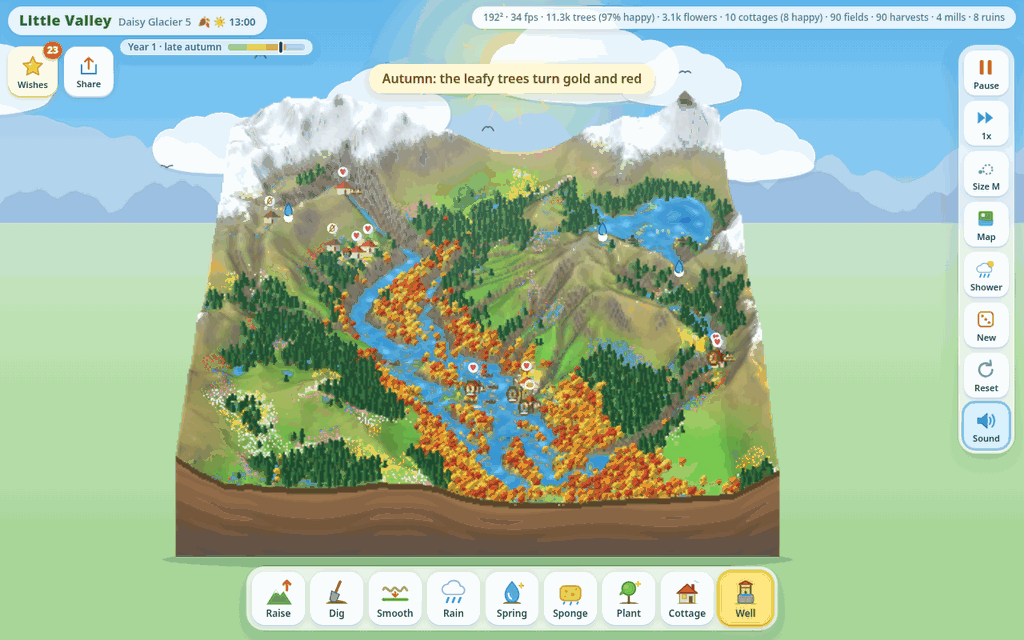 Little Valley Daisy Glacier 5 🍂 ☀️ 13:00
192² · 34 fps · 11.3k trees (97% happy) · 3.1k flowers · 10 cottages (8 happy) · 90 fields · 90 harvests · 4 mills · 8 ruins
Year 1 · late autumn
23
Wishes
Share
Autumn: the leafy trees turn gold and red
Pause
1x
Size M
Map
Shower
New
Reset
Sound
Raise
Dig
Smooth
Rain
Spring
Sponge
Plant
Cottage
Well